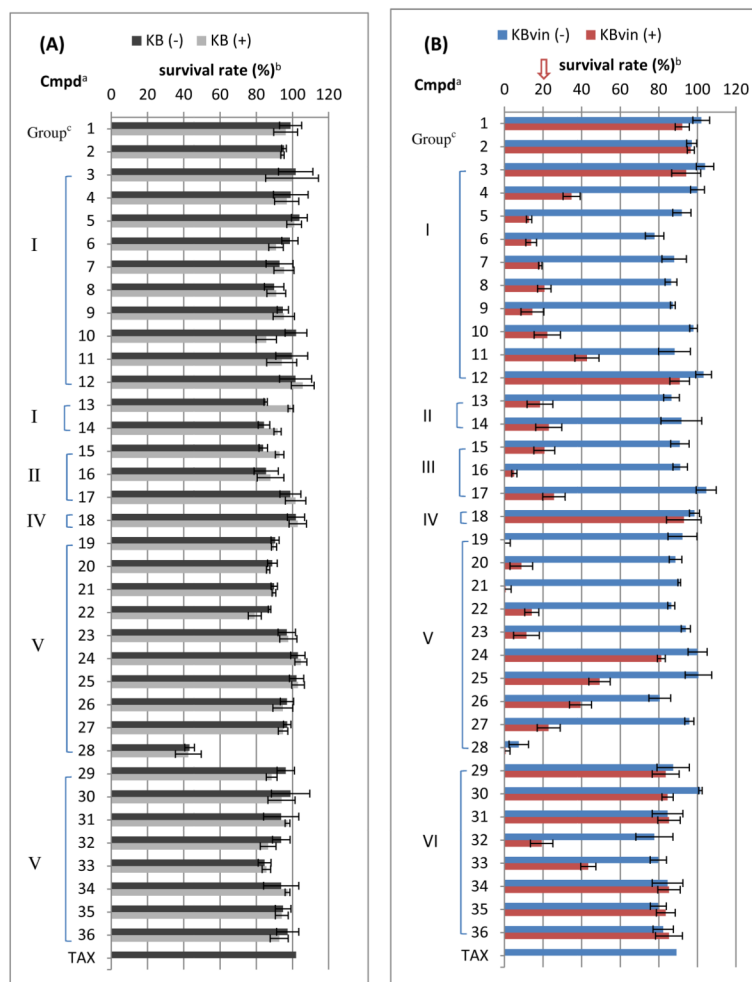 (A)
KB (-) KB (+)
survival rate (%)b
Cmpda
0 20 40 60 80 100 120
Groupc
1
2
3
4
5
I
6
7
8
9
10
11
12
13
I
14
15
II
16
17
IV 18
19
20
21
22
V
23
24
25
26
27
28
29
30
31
32
V
33
34
35
36
TAX
(B)
KBvin (-) KBvin (+)
survival rate (%)b
Cmpda
0 20 40 60 80 100 120
Groupc
1
2
3
4
5
I
6
7
8
9
10
11
12
13
II
14
15
III
16
17
IV 18
19
20
21
22
V
23
24
25
26
27
28
29
30
31
32
VI
33
34
35
36
TAX